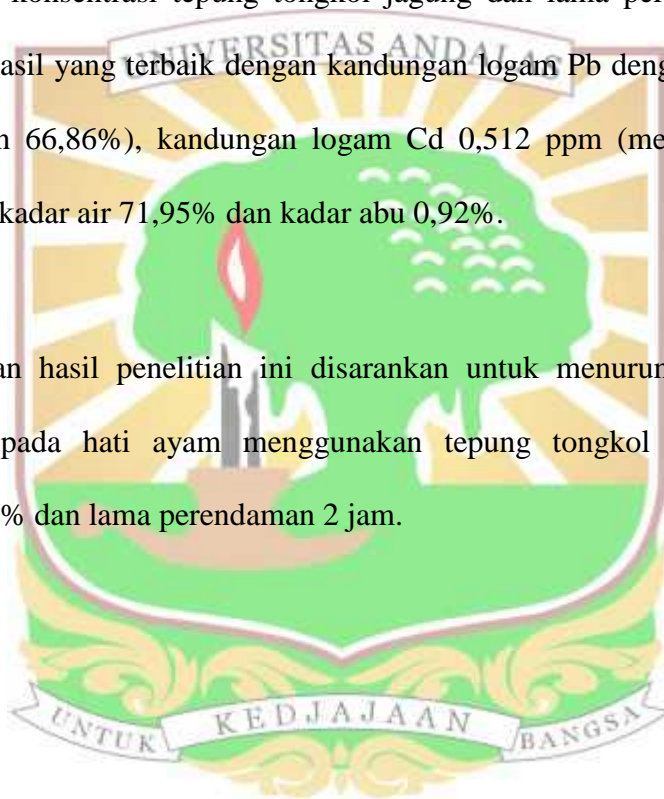 konsentrasi tepung tongkol jagung dan lama per
UNIVERSITAS ANDALAS
asil yang terbaik dengan kandungan logam Pb deng
n 66,86%), kandungan logam Cd 0,512 ppm (me
kadar air 71,95% dan kadar abu 0,92%.
an hasil penelitian ini disarankan untuk menurun
pada hati ayam menggunakan tepung tongkol
% dan lama perendaman 2 jam.
UNTUK KEDJAJAAN BANGSA